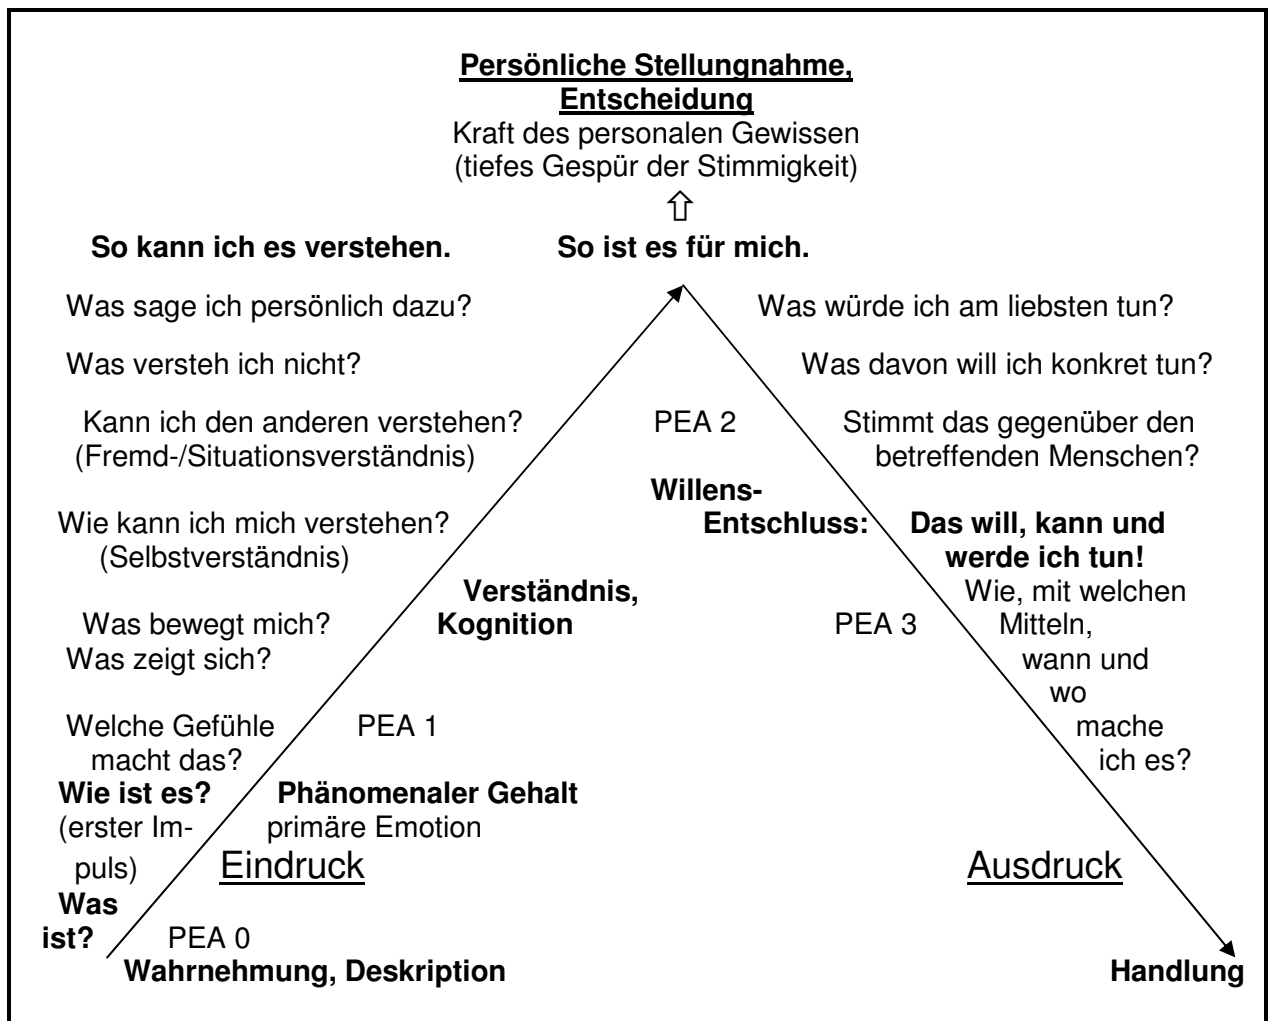 Persönliche Stellungnahme,
Entscheidung
Kraft des personalen Gewissen
(tiefes Gespür der Stimmigkeit)
So kann ich es verstehen. So ist es für mich.
Was sage ich persönlich dazu? Was würde ich am liebsten tun?
Was versteh ich nicht? Was davon will ich konkret tun?
Kann ich den anderen verstehen? PEA 2 Stimmt das gegenüber den
(Fremd-/Situationsverständnis) betreffenden Menschen?
Willens-
Wie kann ich mich verstehen? Entschluss: Das will, kann und
(Selbstverständnis) werde ich tun!
Verständnis, Wie, mit welchen
Was bewegt mich? Kognition PEA 3 Mitteln,
Was zeigt sich? wann und
wo
Welche Gefühle PEA 1 mache
macht das? ich es?
Wie ist es? Phänomenaler Gehalt
(erster Im- primäre Emotion
puls) Eindruck Ausdruck
Was
ist? PEA 0
Wahrnehmung, Deskription Handlung